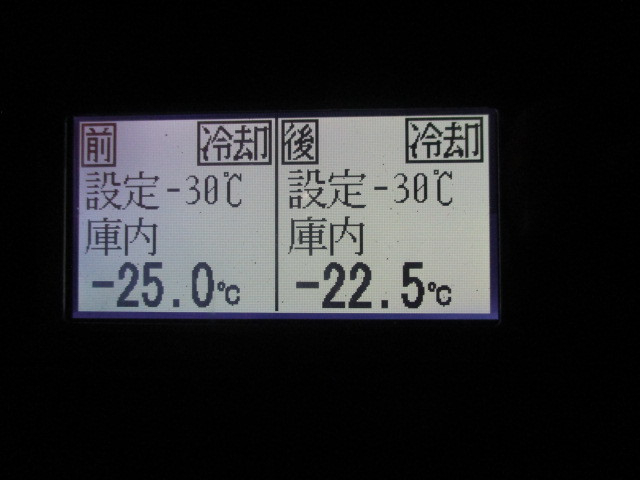 前 冷却
設定 -30℃
庫内
-25.0℃
後 冷却
設定 -30℃
庫内
-22.5℃